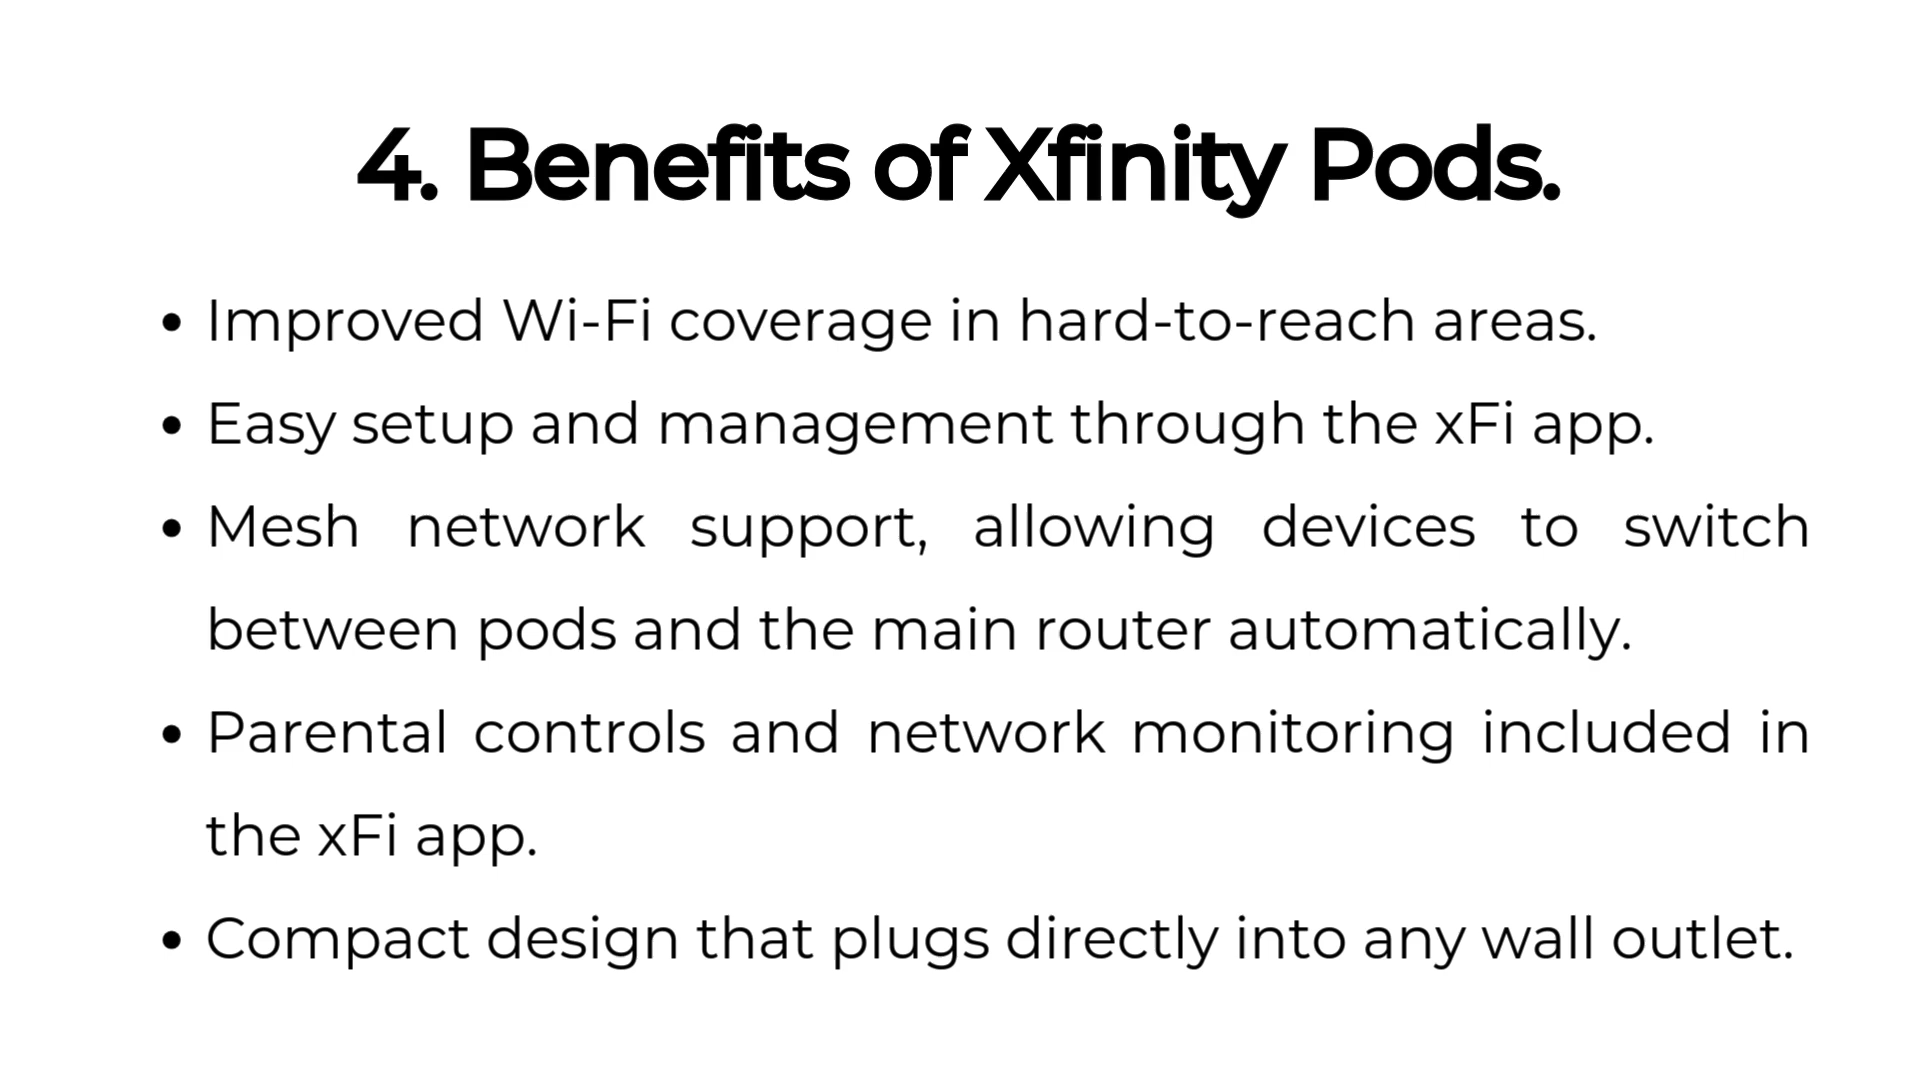 4. Benefits of Xfinity Pods.
• Improved Wi-Fi coverage in hard-to-reach areas.
• Easy setup and management through the xFi app.
• Mesh network support, allowing devices to switch
between pods and the main router automatically.
• Parental controls and network monitoring included in
the xFi app.
• Compact design that plugs directly into any wall outlet.